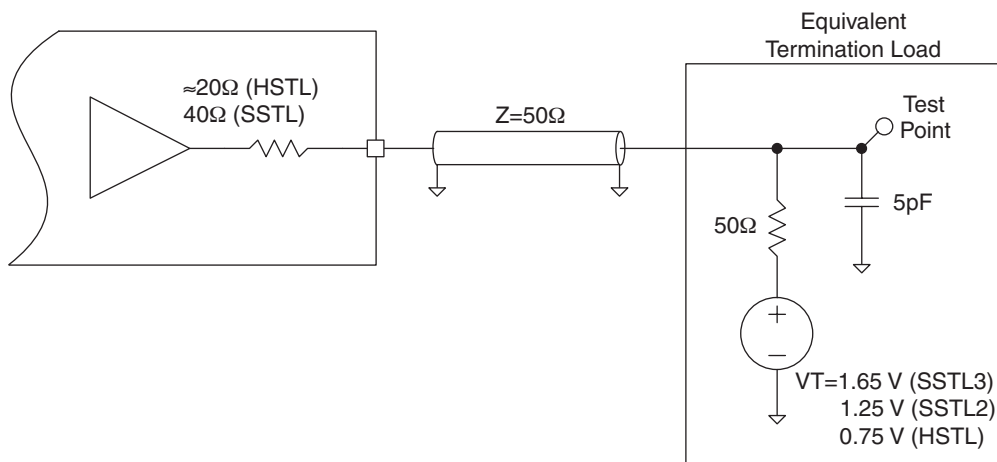 Equivalent
Termination Load
≈20Ω (HSTL)
40Ω (SSTL)
Z=50Ω
Test
Point
50Ω
5pF
+
–
VT=1.65 V (SSTL3)
1.25 V (SSTL2)
0.75 V (HSTL)